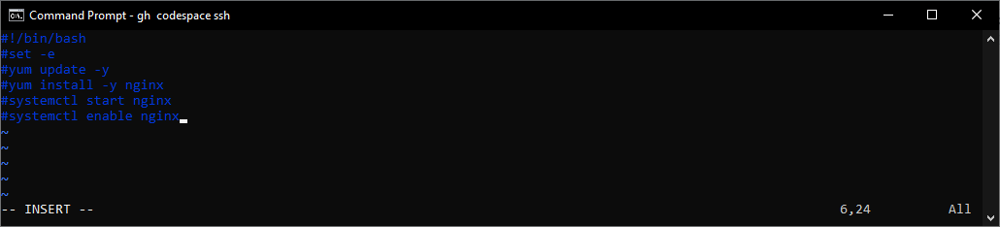 Command Prompt - gh  codespace ssh
#!/bin/bash
#set -e
#yum update -y
#yum install -y nginx
#systemctl start nginx
#systemctl enable nginx
~
~
~
~
~
-- INSERT -- 6,24 All